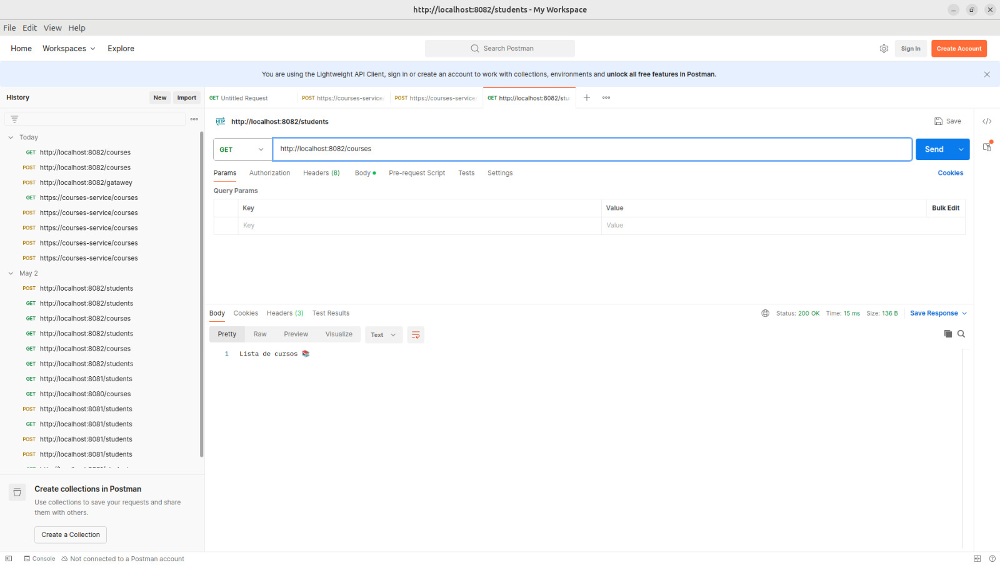 http://localhost:8082/students - My Workspace
File Edit View Help
Home Workspaces Explore
Search Postman
Sign In
Create Account
You are using the Lightweight API Client, sign in or create an account to work with collections, environments and unlock all free features in Postman.
History
New
Import
GET Untitled Request
POST https://courses-service/
POST https://courses-service/
GET http://localhost:8082/stu
Today
GET http://localhost:8082/courses
POST http://localhost:8082/courses
POST http://localhost:8082/gatawey
GET https://courses-service/courses
POST https://courses-service/courses
POST https://courses-service/courses
POST https://courses-service/courses
POST https://courses-service/courses
May 2
POST http://localhost:8082/students
GET http://localhost:8082/students
GET http://localhost:8082/courses
GET http://localhost:8082/students
GET http://localhost:8082/courses
GET http://localhost:8082/students
GET http://localhost:8081/students
GET http://localhost:8080/courses
POST http://localhost:8081/students
GET http://localhost:8081/students
POST http://localhost:8081/students
POST http://localhost:8081/students
Create collections in Postman
Use collections to save your requests and share
them with others.
Create a Collection
HTTP http://localhost:8082/students
Save
GET http://localhost:8082/courses Send
Params Authorization Headers (8) Body Pre-request Script Tests Settings Cookies
Query Params
Key Value Bulk Edit
Key Value
Body Cookies Headers (3) Test Results Status: 200 OK Time: 15 ms Size: 136 B Save Response
Pretty Raw Preview Visualize Text
1 Lista de cursos 📚
Console Not connected to a Postman account